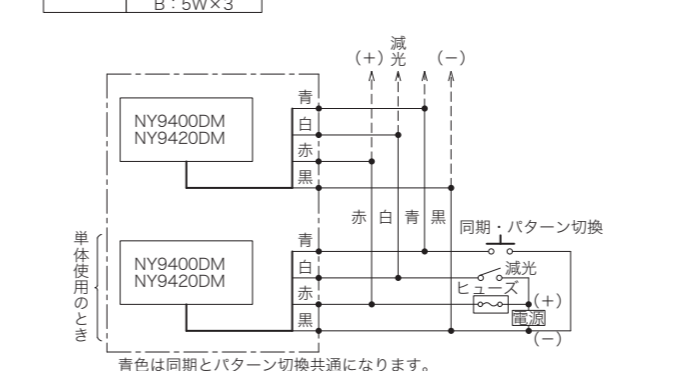 B：5W×3
減光
（＋）
（－）
青
白
赤
黒
NY9400DM
NY9420DM
赤 白 青 黒
同期・パターン切換
単体使用のとき
青
白
赤
黒
NY9400DM
NY9420DM
減光
ヒューズ
（＋）
電源
（－）
青色は同期とパターン切換共通になります。